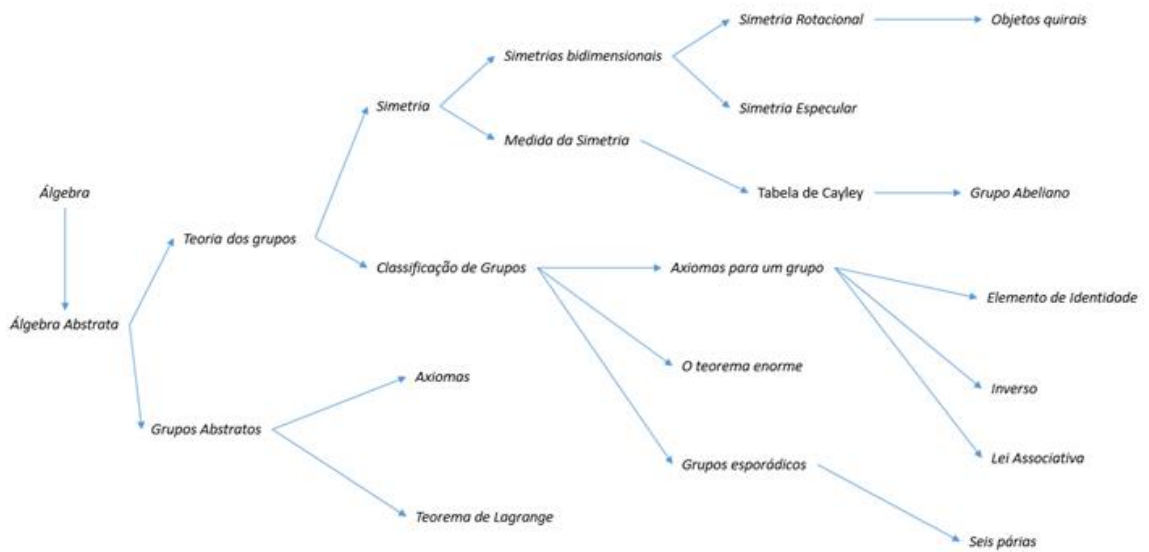 Simetria Rotacional
Objetos quirais
Simetrias bidimensionais
Simetria
Simetria Especular
Medida da Simetria
Álgebra
Tabela de Cayley
Grupo Abeliano
Teoria dos grupos
Classificação de Grupos
Axiomas para um grupo
Elemento de Identidade
Álgebra Abstrata
O teorema enorme
Axiomas
Inverso
Grupos Abstratos
Grupos esporádicos
Lei Associativa
Teorema de Lagrange
Seis párias